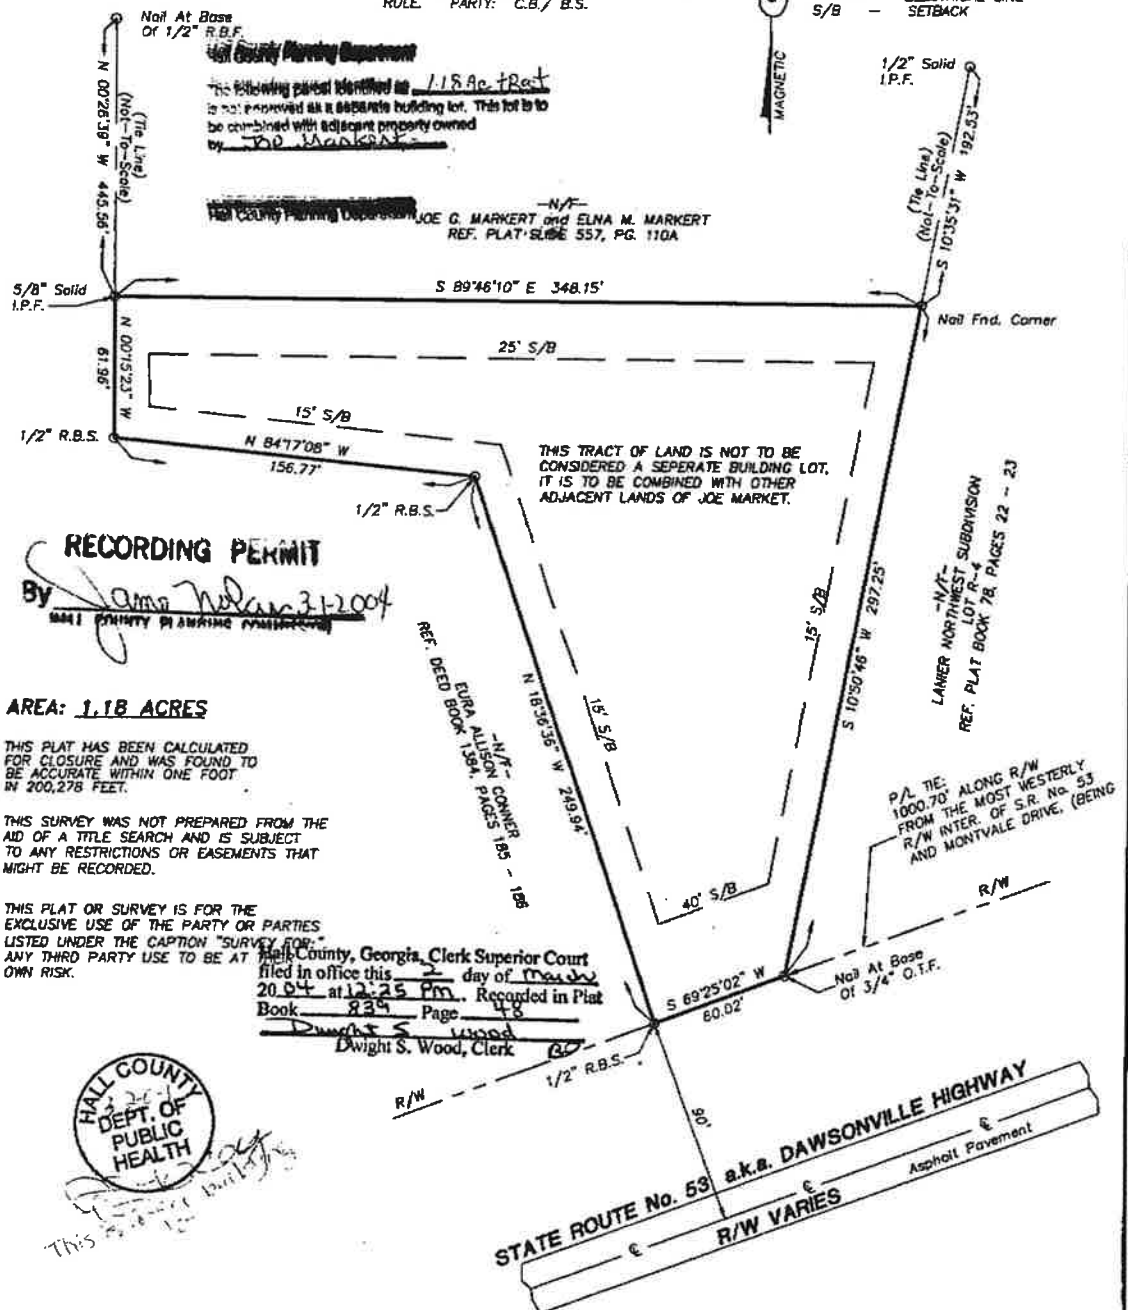 RULE. PARTY: C.B./ B.S.
S/B — SETBACK
Nail At Base
Of 1/2" R.B.F.
Hall County Planning Department
The following parcel identified as 1.18 Ac tRact
is not approved as a separate building lot. This lot is to
be combined with adjacent property owned
by Joe Markert
Hall County Planning Department
MAGNETIC
1/2" Solid
I.P.F.
N 00°28'39" W 445.56'
(Tie Line)
(Not-To-Scale)
S 10°35'31" W 192.53'
(Tie Line)
(Not-To-Scale)
-N/F-
JOE G. MARKERT and ELNA M. MARKERT
REF. PLAT SLIDE 557, PG. 110A
5/8" Solid
I.P.F.
S 89°46'10" E 348.15'
Nail Fnd. Corner
N 00°15'23" W
61.96'
25' S/B
15' S/B
1/2" R.B.S.
N 84°17'08" W
156.77'
1/2" R.B.S.
THIS TRACT OF LAND IS NOT TO BE
CONSIDERED A SEPERATE BUILDING LOT,
IT IS TO BE COMBINED WITH OTHER
ADJACENT LANDS OF JOE MARKET.
RECORDING PERMIT
By 3-1-2004
HALL COUNTY PLANNING COMMISSION
15' S/B
S 10°50'46" W 297.25'
-N/F-
LANIER NORTHWEST SUBDIVISION
LOT R-4
REF. PLAT BOOK 78, PAGES 22 - 23
N 18°36'36" W 249.94'
15' S/B
-N/F-
EURA ALLISON CONNER
REF. DEED BOOK 1384, PAGES 185 - 186
AREA: 1.18 ACRES
THIS PLAT HAS BEEN CALCULATED
FOR CLOSURE AND WAS FOUND TO
BE ACCURATE WITHIN ONE FOOT
IN 200,278 FEET.
THIS SURVEY WAS NOT PREPARED FROM THE
AID OF A TITLE SEARCH AND IS SUBJECT
TO ANY RESTRICTIONS OR EASEMENTS THAT
MIGHT BE RECORDED.
THIS PLAT OR SURVEY IS FOR THE
EXCLUSIVE USE OF THE PARTY OR PARTIES
LISTED UNDER THE CAPTION "SURVEY FOR:"
ANY THIRD PARTY USE TO BE AT THEIR
OWN RISK.
P/L TIE:
1000.70' ALONG R/W
FROM THE MOST WESTERLY
R/W INTER. OF S.R. No. 53
AND MONTVALE DRIVE, (BEING
40' S/B
R/W
Hall County, Georgia, Clerk Superior Court
filed in office this 2 day of March
20 04 at 12:25 Pm. Recorded in Plat
Book 839 Page 48
Dwight S. Wood
Dwight S. Wood, Clerk
S 69°25'02" W
60.02'
Nail At Base
Of 3/4" O.T.F.
1/2" R.B.S.
R/W
90'
HALL COUNTY
DEPT. OF
PUBLIC
HEALTH
This
STATE ROUTE No. 53 a.k.a. DAWSONVILLE HIGHWAY
℄ ℄ ℄
Asphalt Pavement
R/W VARIES